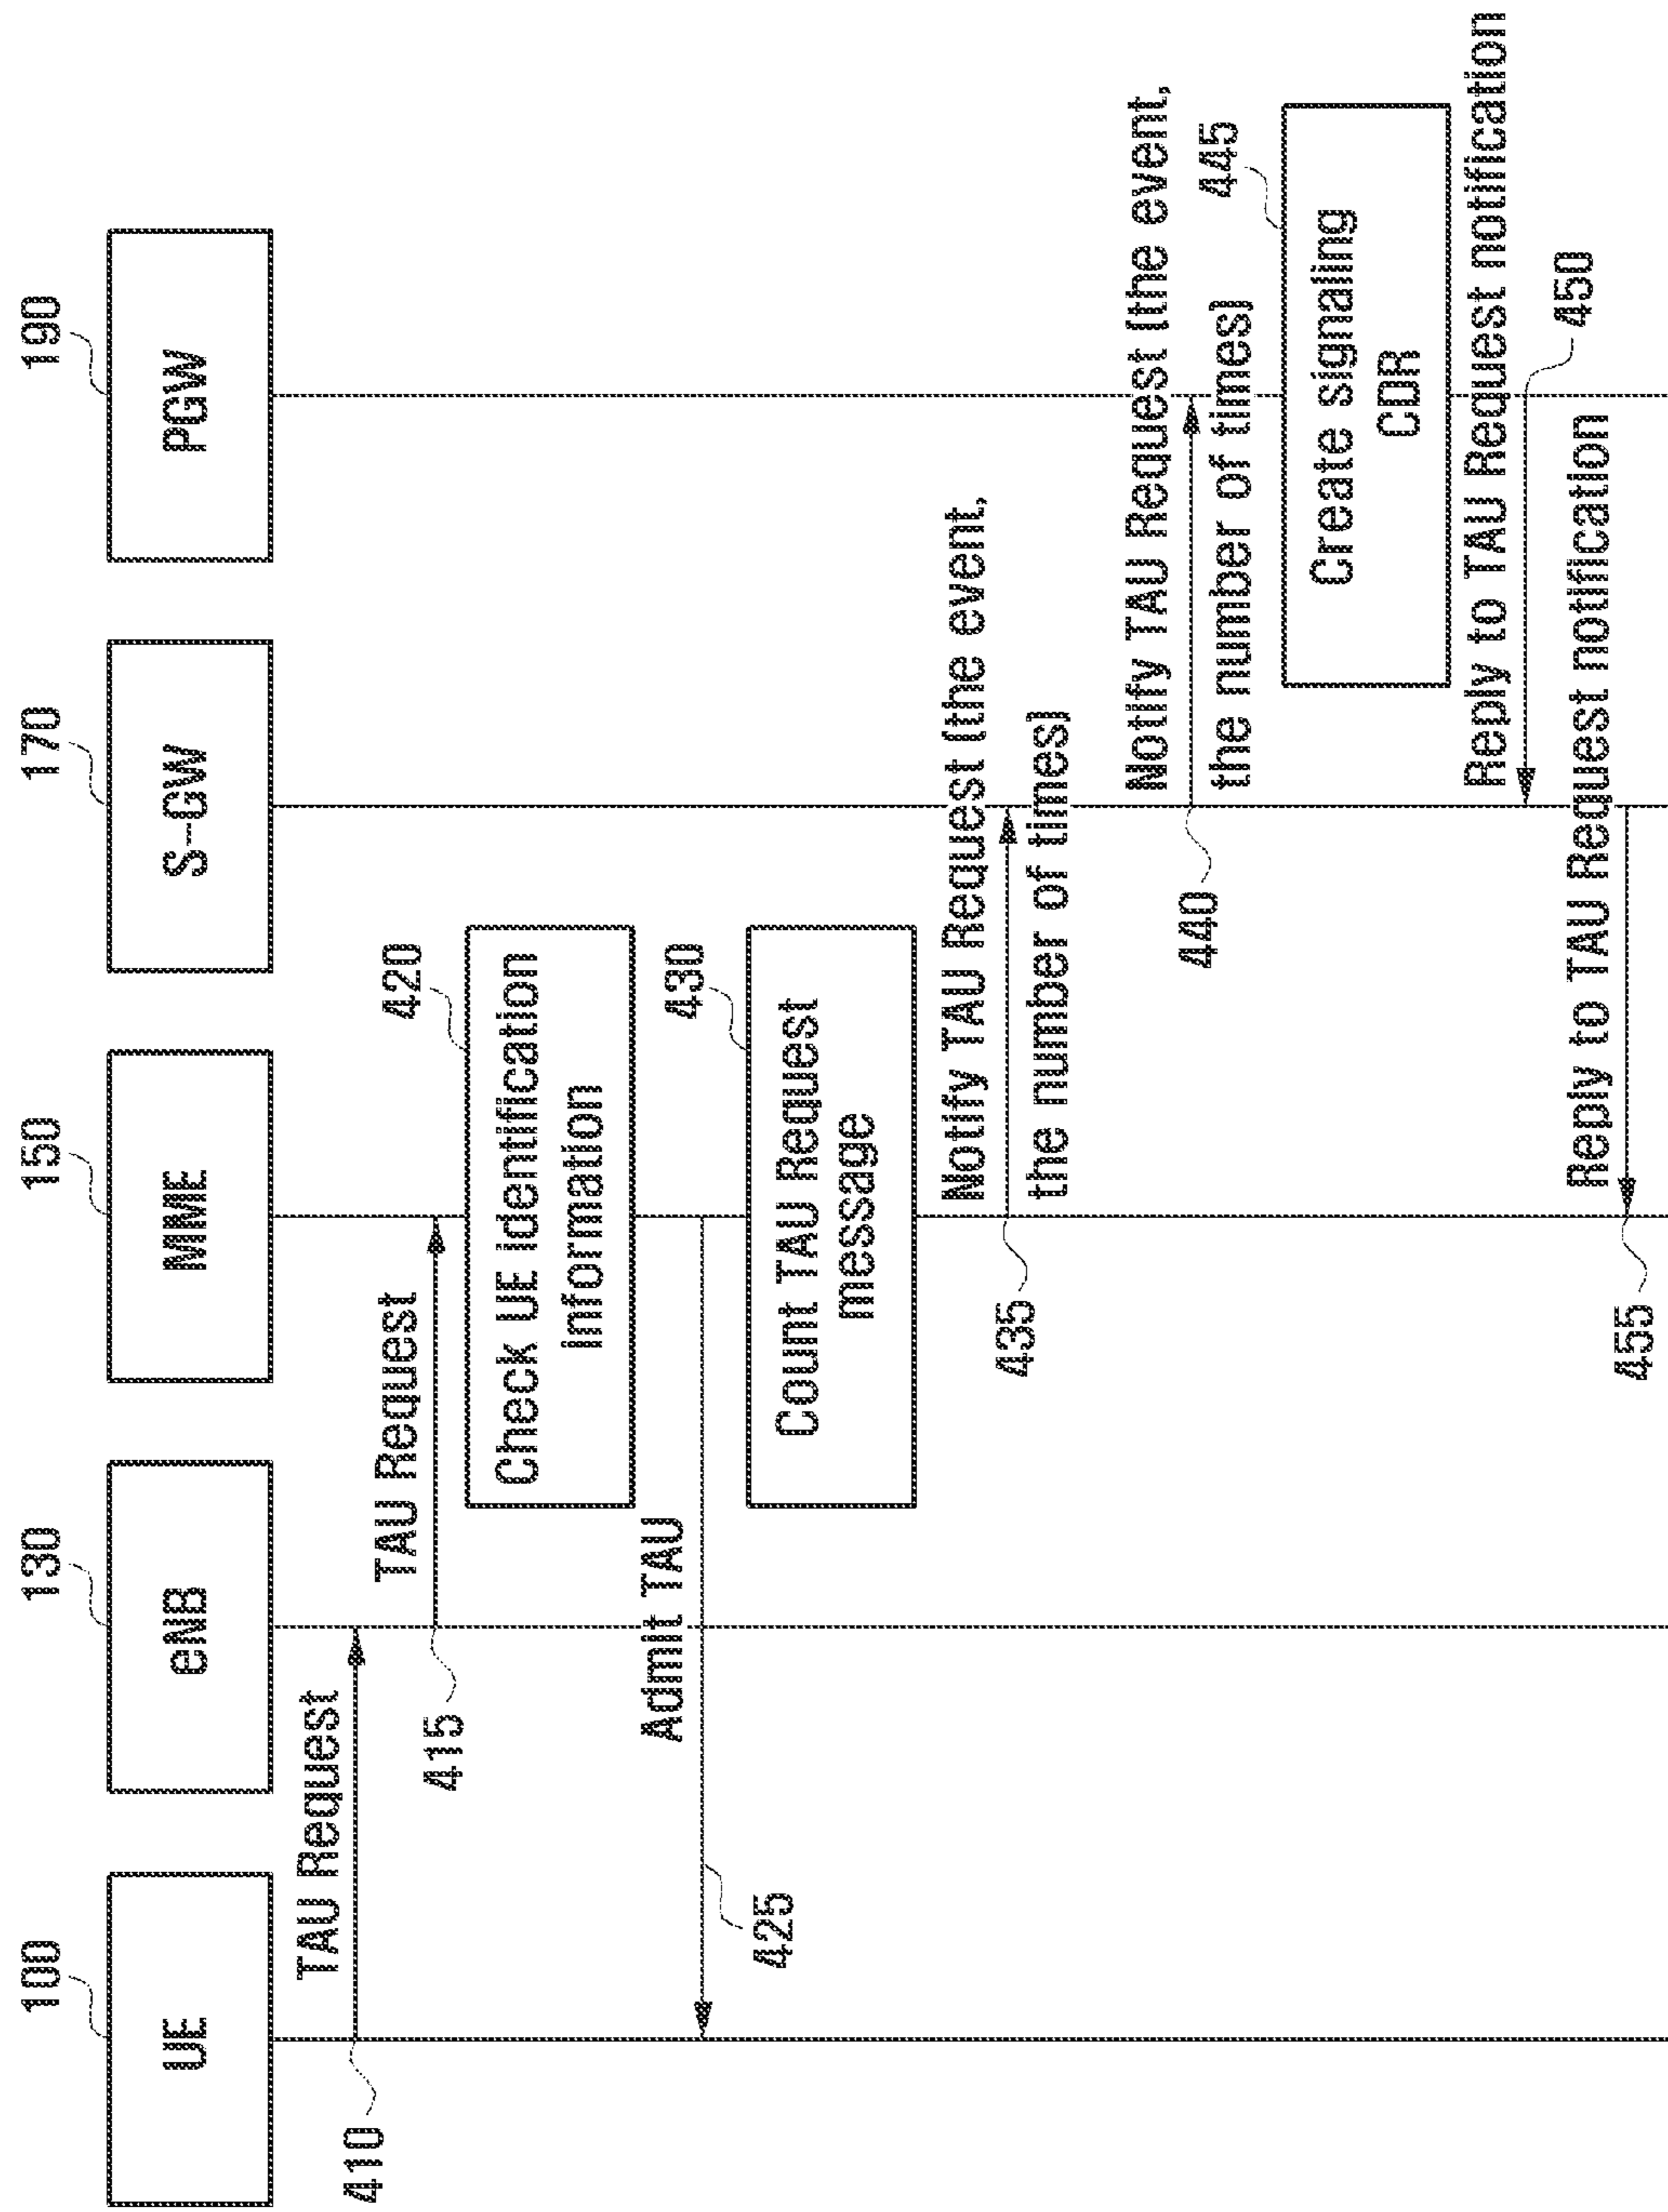 100
130
150
170
190
UE
eNB
MME
S-GW
PGW
TAU Request
410
TAU Request
415
420
Check UE identification
information
Admit TAU
425
430
Count TAU Request
message
Notify TAU Request (the event,
the number of times)
435
Notify TAU Request (the event,
the number of times)
440
445
Create signaling
CDR
Reply to TAU Request notification
450
Reply to TAU Request notification
455